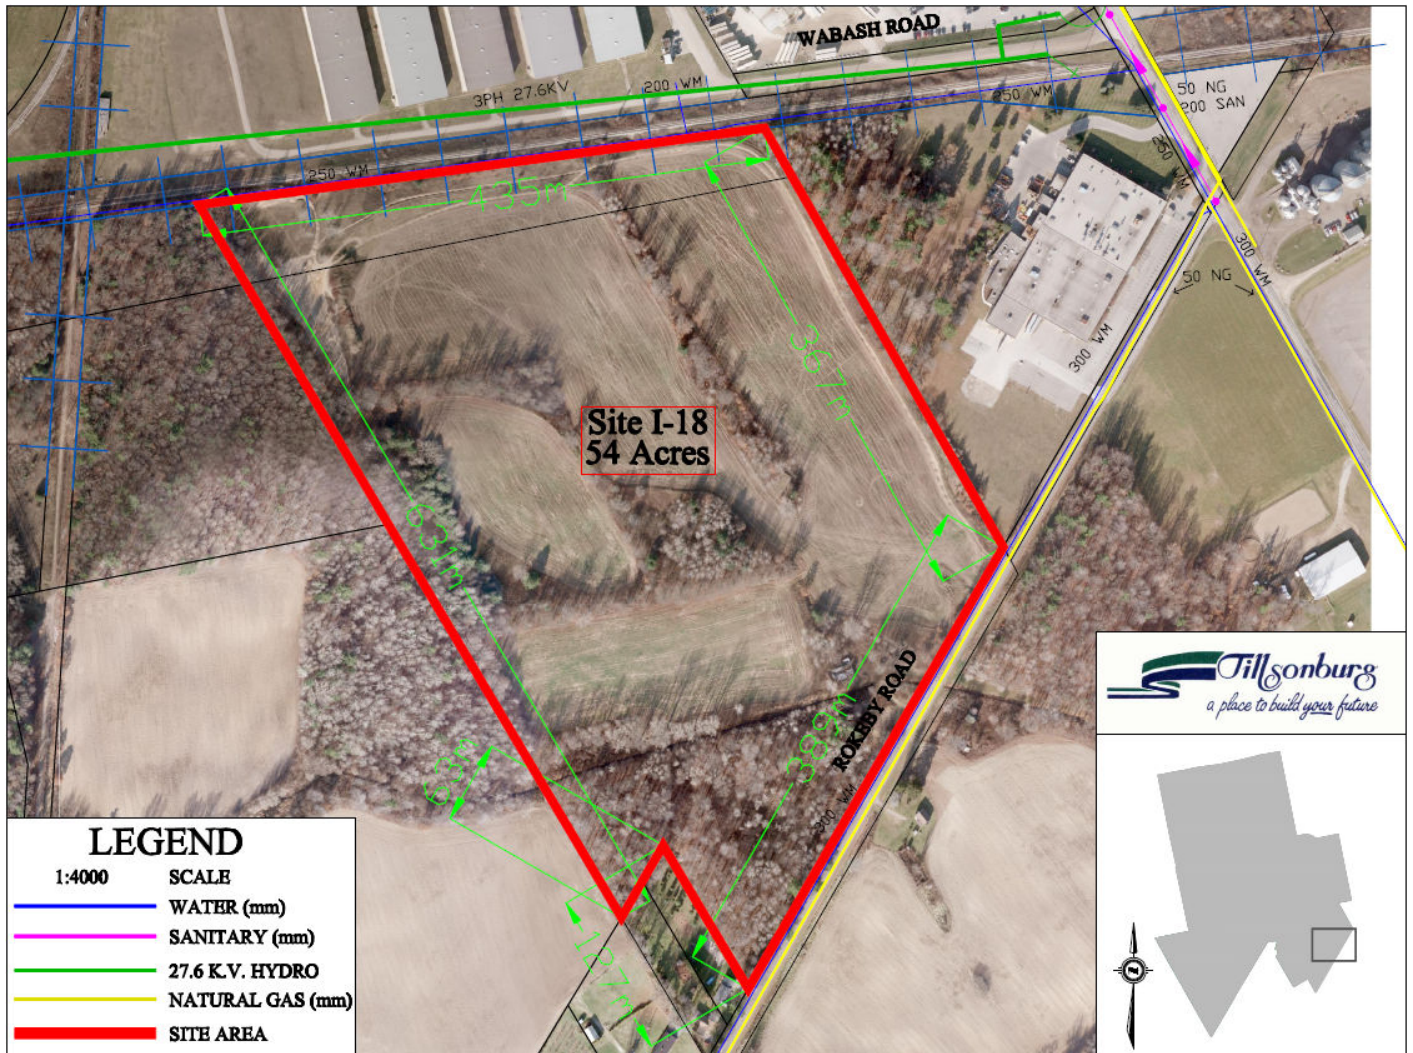 WABASH ROAD
3PH 27.6KV
200 WM
250 WM
50 NG
200 SAN
250 WM
250 WM
435m
300 WM
50 NG
367m
300 WM
Site I-18
54 Acres
631m
ROKEBY ROAD
389m
63m
300 WM
127m
Tillsonburg
a place to build your future
LEGEND
1:4000 SCALE
WATER (mm)
SANITARY (mm)
27.6 K.V. HYDRO
NATURAL GAS (mm)
SITE AREA
N